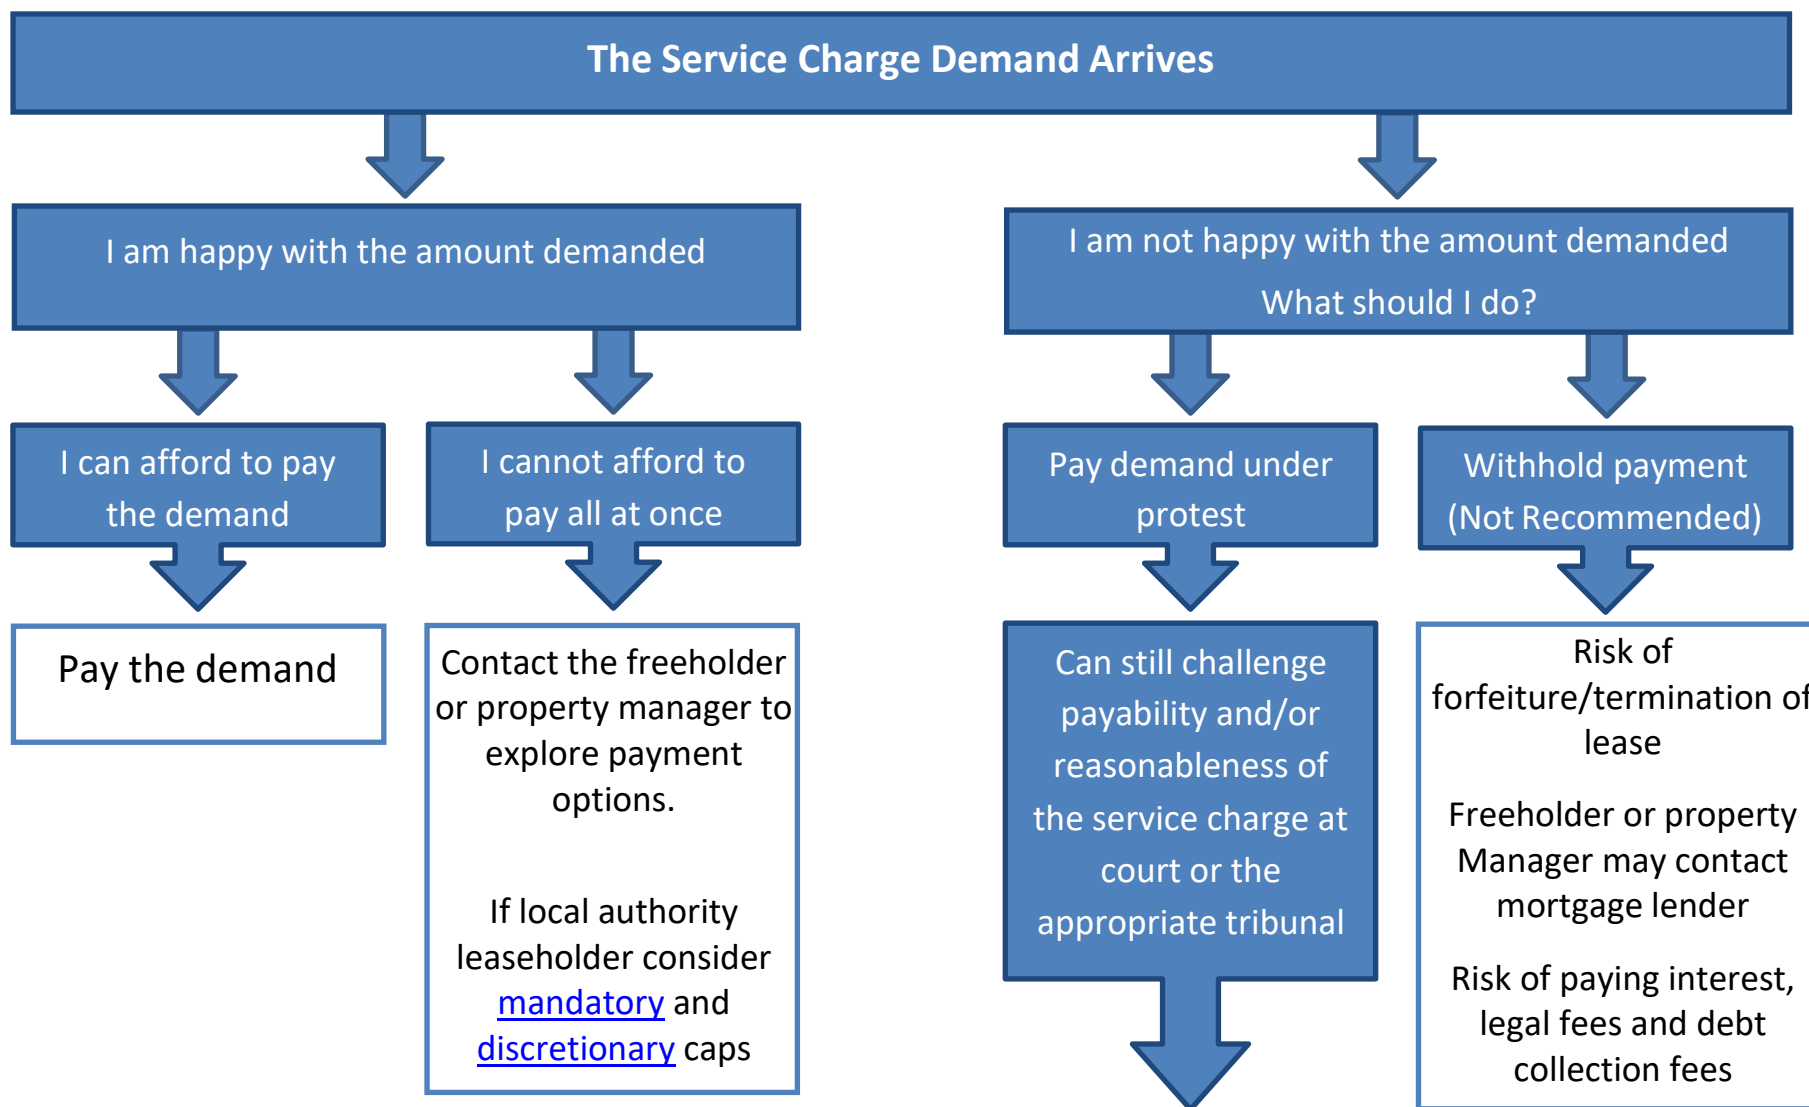 The Service Charge Demand Arrives
I am happy with the amount demanded
I am not happy with the amount demanded
What should I do?
I can afford to pay
the demand
I cannot afford to
pay all at once
Pay demand under
protest
Withhold payment
(Not Recommended)
Pay the demand
Contact the freeholder
or property manager to
explore payment
options.
If local authority
leaseholder consider
mandatory and
discretionary caps
Can still challenge
payability and/or
reasonableness of
the service charge at
court or the
appropriate tribunal
Risk of
forfeiture/termination of
lease
Freeholder or property
Manager may contact
mortgage lender
Risk of paying interest,
legal fees and debt
collection fees